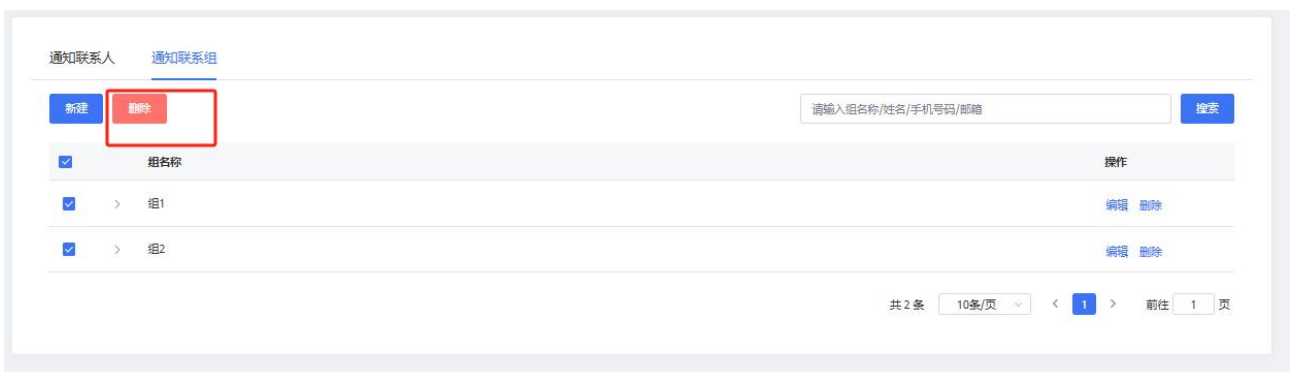 通知联系人 通知联系组
新建 删除 请输入组名称/姓名/手机号码/邮箱 搜索
组名称 操作
组1 编辑 删除
组2 编辑 删除
共 2 条 10条/页 1 前往 1 页